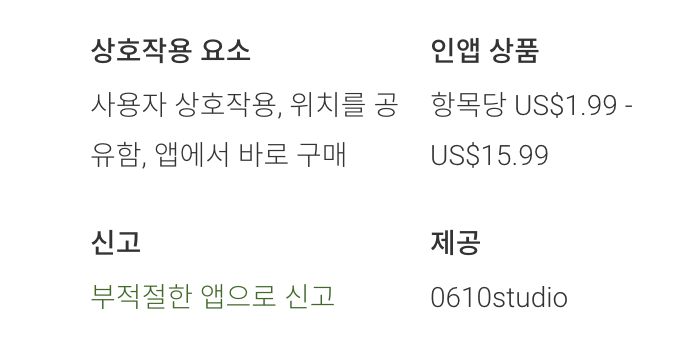 상호작용 요소
사용자 상호작용, 위치를 공
유함, 앱에서 바로 구매
인앱 상품
항목당 US$1.99 -
US$15.99
신고
부적절한 앱으로 신고
제공
0610studio